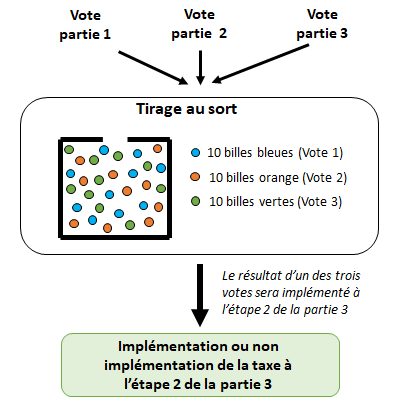 Vote
partie 1
Vote
partie 2
Vote
partie 3
Tirage au sort
10 billes bleues (Vote 1)
10 billes orange (Vote 2)
10 billes vertes (Vote 3)
Le résultat d’un des trois
votes sera implémenté à
l’étape 2 de la partie 3
Implémentation ou non
implémentation de la taxe à
l’étape 2 de la partie 3